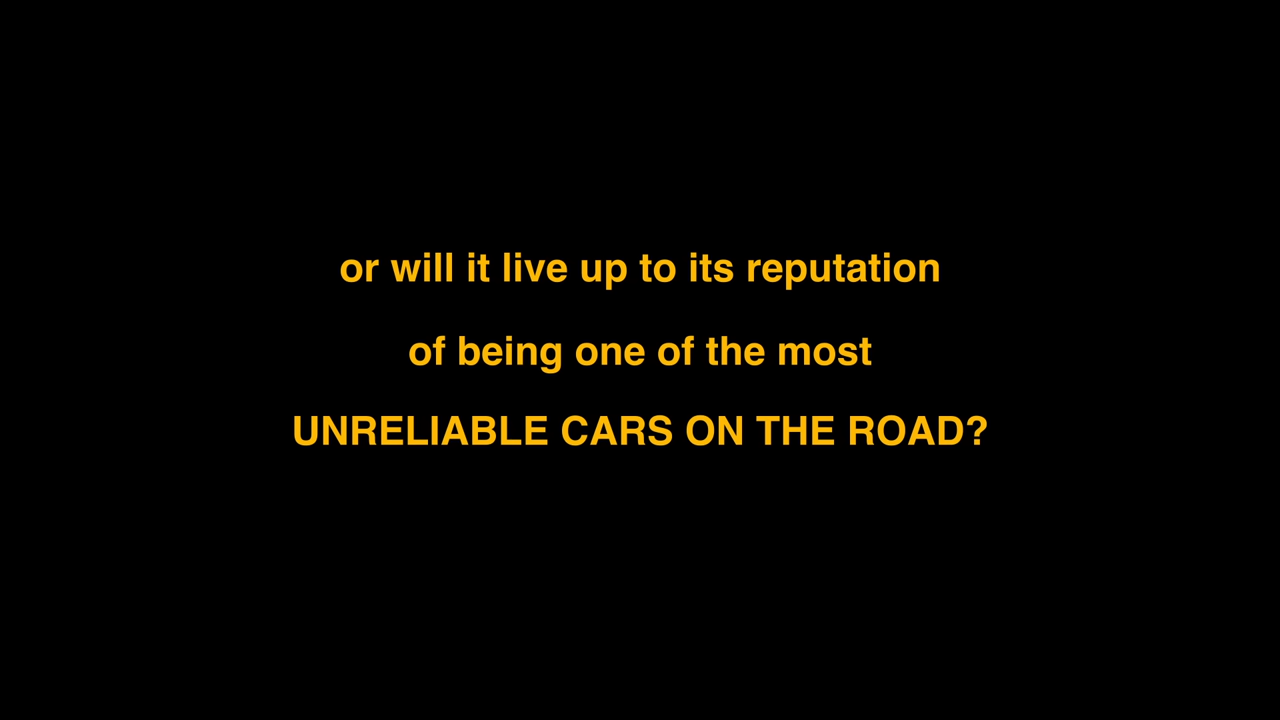 or will it live up to its reputation
of being one of the most
UNRELIABLE CARS ON THE ROAD?